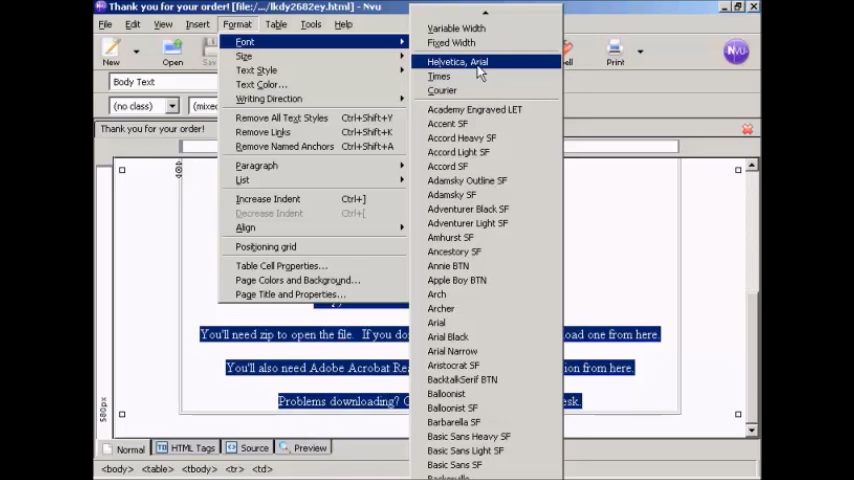 Thank you for your order! [file:/.../lkdy2682ey.html] - Nvu
File Edit View Insert Format Table Tools Help
New Open Print NVU
Body Text
(no class)
Thank you for your order!
Font
Size
Text Style
Text Color...
Writing Direction
Remove All Text Styles Ctrl+Shift+Y
Remove Links Ctrl+Shift+K
Remove Named Anchors Ctrl+Shift+A
Paragraph
List
Increase Indent Ctrl+]
Decrease Indent Ctrl+[
Align
Positioning grid
Table Cell Properties...
Page Colors and Background...
Page Title and Properties...
Variable Width
Fixed Width
Helvetica, Arial
Times
Courier
Academy Engraved LET
Accent SF
Accord Heavy SF
Accord Light SF
Accord SF
Adamsky Outline SF
Adamsky SF
Adventurer Black SF
Adventurer Light SF
Amhurst SF
Ancestory SF
Annie BTN
Apple Boy BTN
Arch
Archer
Arial
Arial Black
Arial Narrow
Aristocrat SF
BacktalkSerif BTN
Balloonist
Balloonist SF
Barbarella SF
Basic Sans Heavy SF
Basic Sans Light SF
Basic Sans SF
You'll need zip to open the file. If you do load one from here.
You'll also need Adobe Acrobat Rea ion from here.
Problems downloading? esk.
580px
Normal HTML Tags Source Preview
<body> <table> <tbody> <tr> <td>